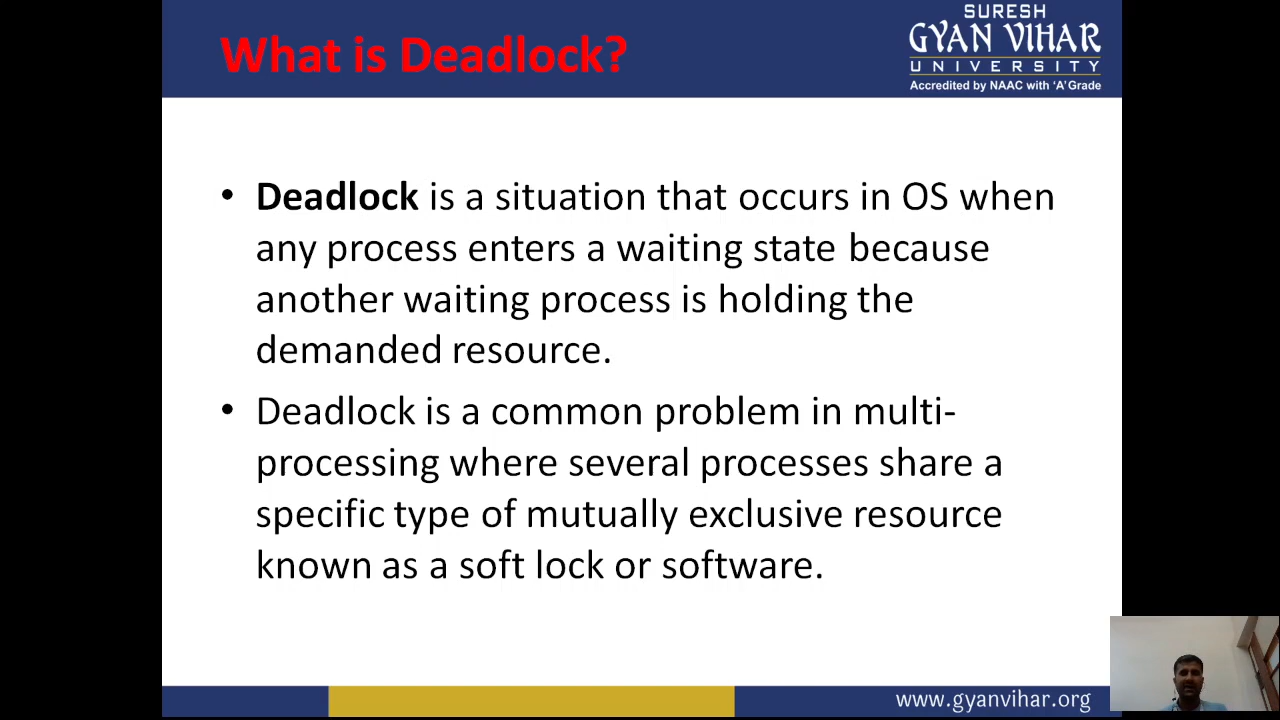 What is Deadlock?
SURESH
GYAN VIHAR
UNIVERSITY
Accredited by NAAC with 'A' Grade
• Deadlock is a situation that occurs in OS when
any process enters a waiting state because
another waiting process is holding the
demanded resource.
• Deadlock is a common problem in multi-
processing where several processes share a
specific type of mutually exclusive resource
known as a soft lock or software.
www.gyanvihar.org